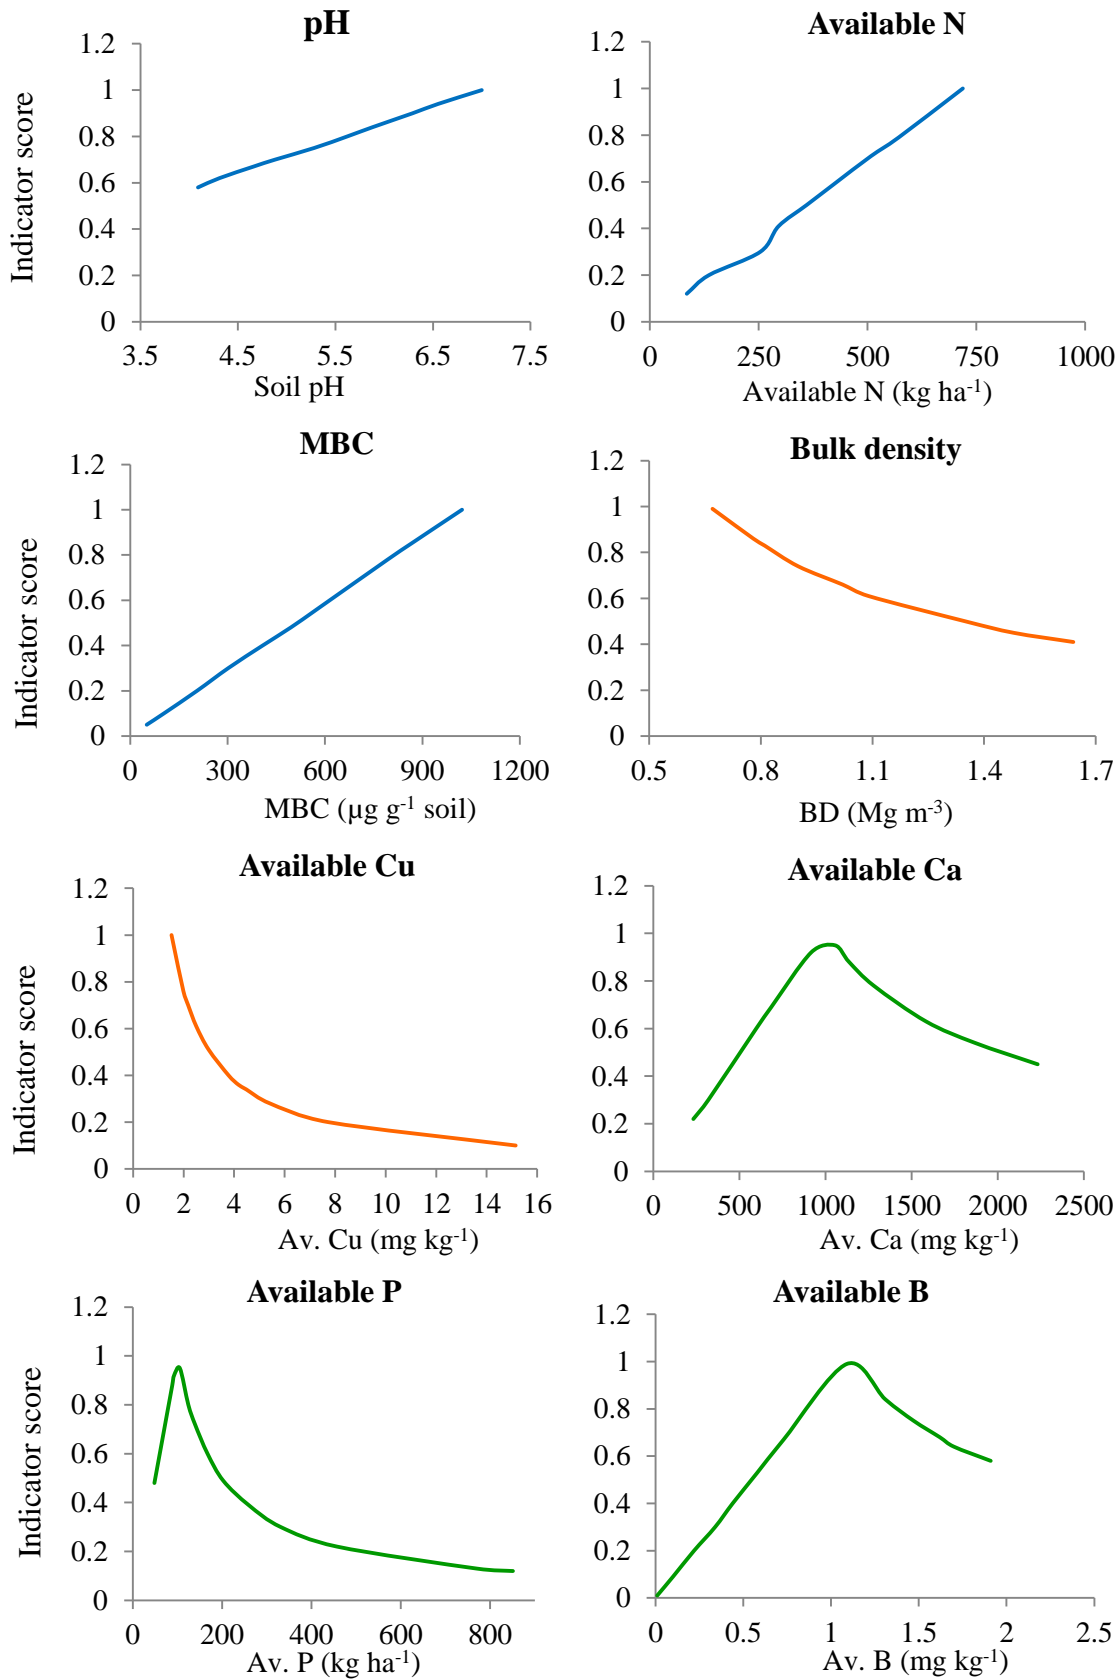 pH
1.2
1
0.8
0.6
0.4
0.2
0
3.5 4.5 5.5 6.5 7.5
Soil pH
Indicator score
Available N
1.2
1
0.8
0.6
0.4
0.2
0
0 250 500 750 1000
Available N (kg ha-1)
MBC
1.2
1
0.8
0.6
0.4
0.2
0
0 300 600 900 1200
MBC (µg g-1 soil)
Indicator score
Bulk density
1.2
1
0.8
0.6
0.4
0.2
0
0.5 0.8 1.1 1.4 1.7
BD (Mg m-3)
Available Cu
1.2
1
0.8
0.6
0.4
0.2
0
0 2 4 6 8 10 12 14 16
Av. Cu (mg kg-1)
Indicator score
Available Ca
1.2
1
0.8
0.6
0.4
0.2
0
0 500 1000 1500 2000 2500
Av. Ca (mg kg-1)
Available P
1.2
1
0.8
0.6
0.4
0.2
0
0 200 400 600 800
Av. P (kg ha-1)
Indicator score
Available B
1.2
1
0.8
0.6
0.4
0.2
0
0 0.5 1 1.5 2 2.5
Av. B (mg kg-1)